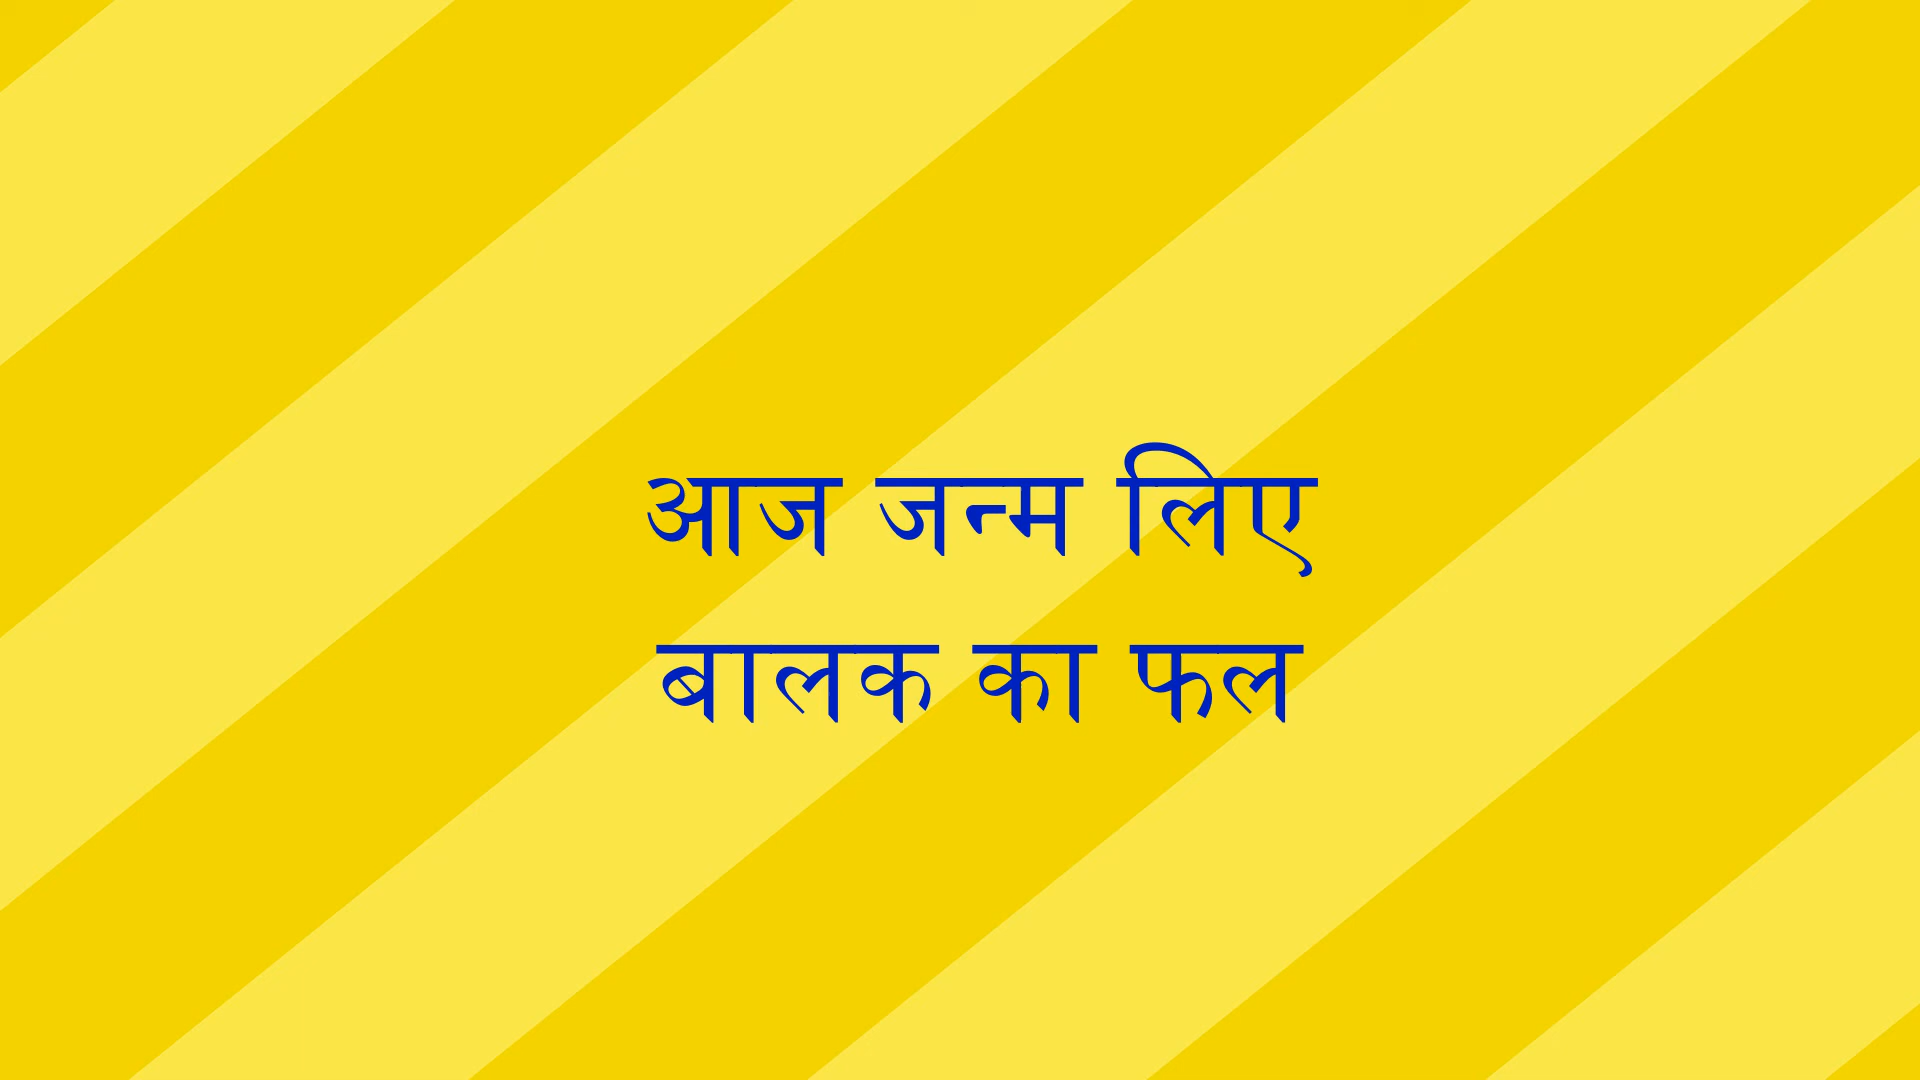 आज जन्म लिए
बालक का फल